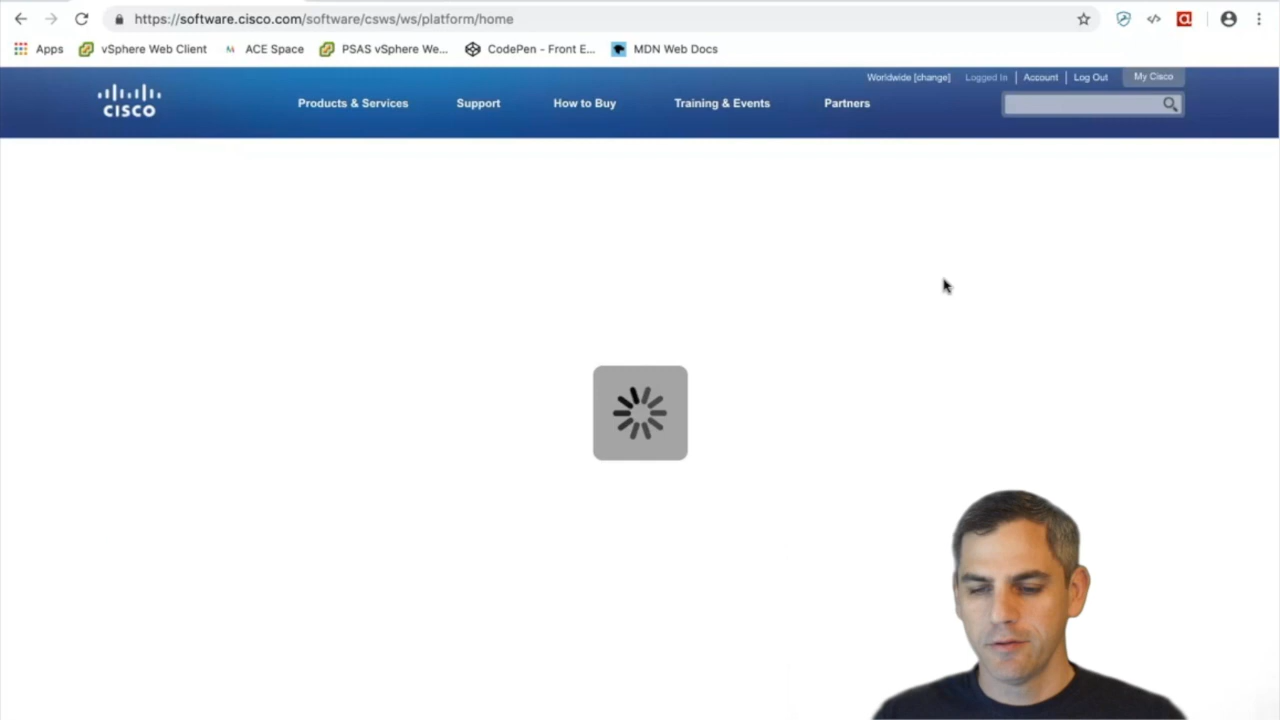 https://software.cisco.com/software/csws/ws/platform/home
Apps vSphere Web Client ACE Space PSAS vSphere We... CodePen - Front E... MDN Web Docs
Worldwide [change] Logged In Account Log Out My Cisco
CISCO Products & Services Support How to Buy Training & Events Partners